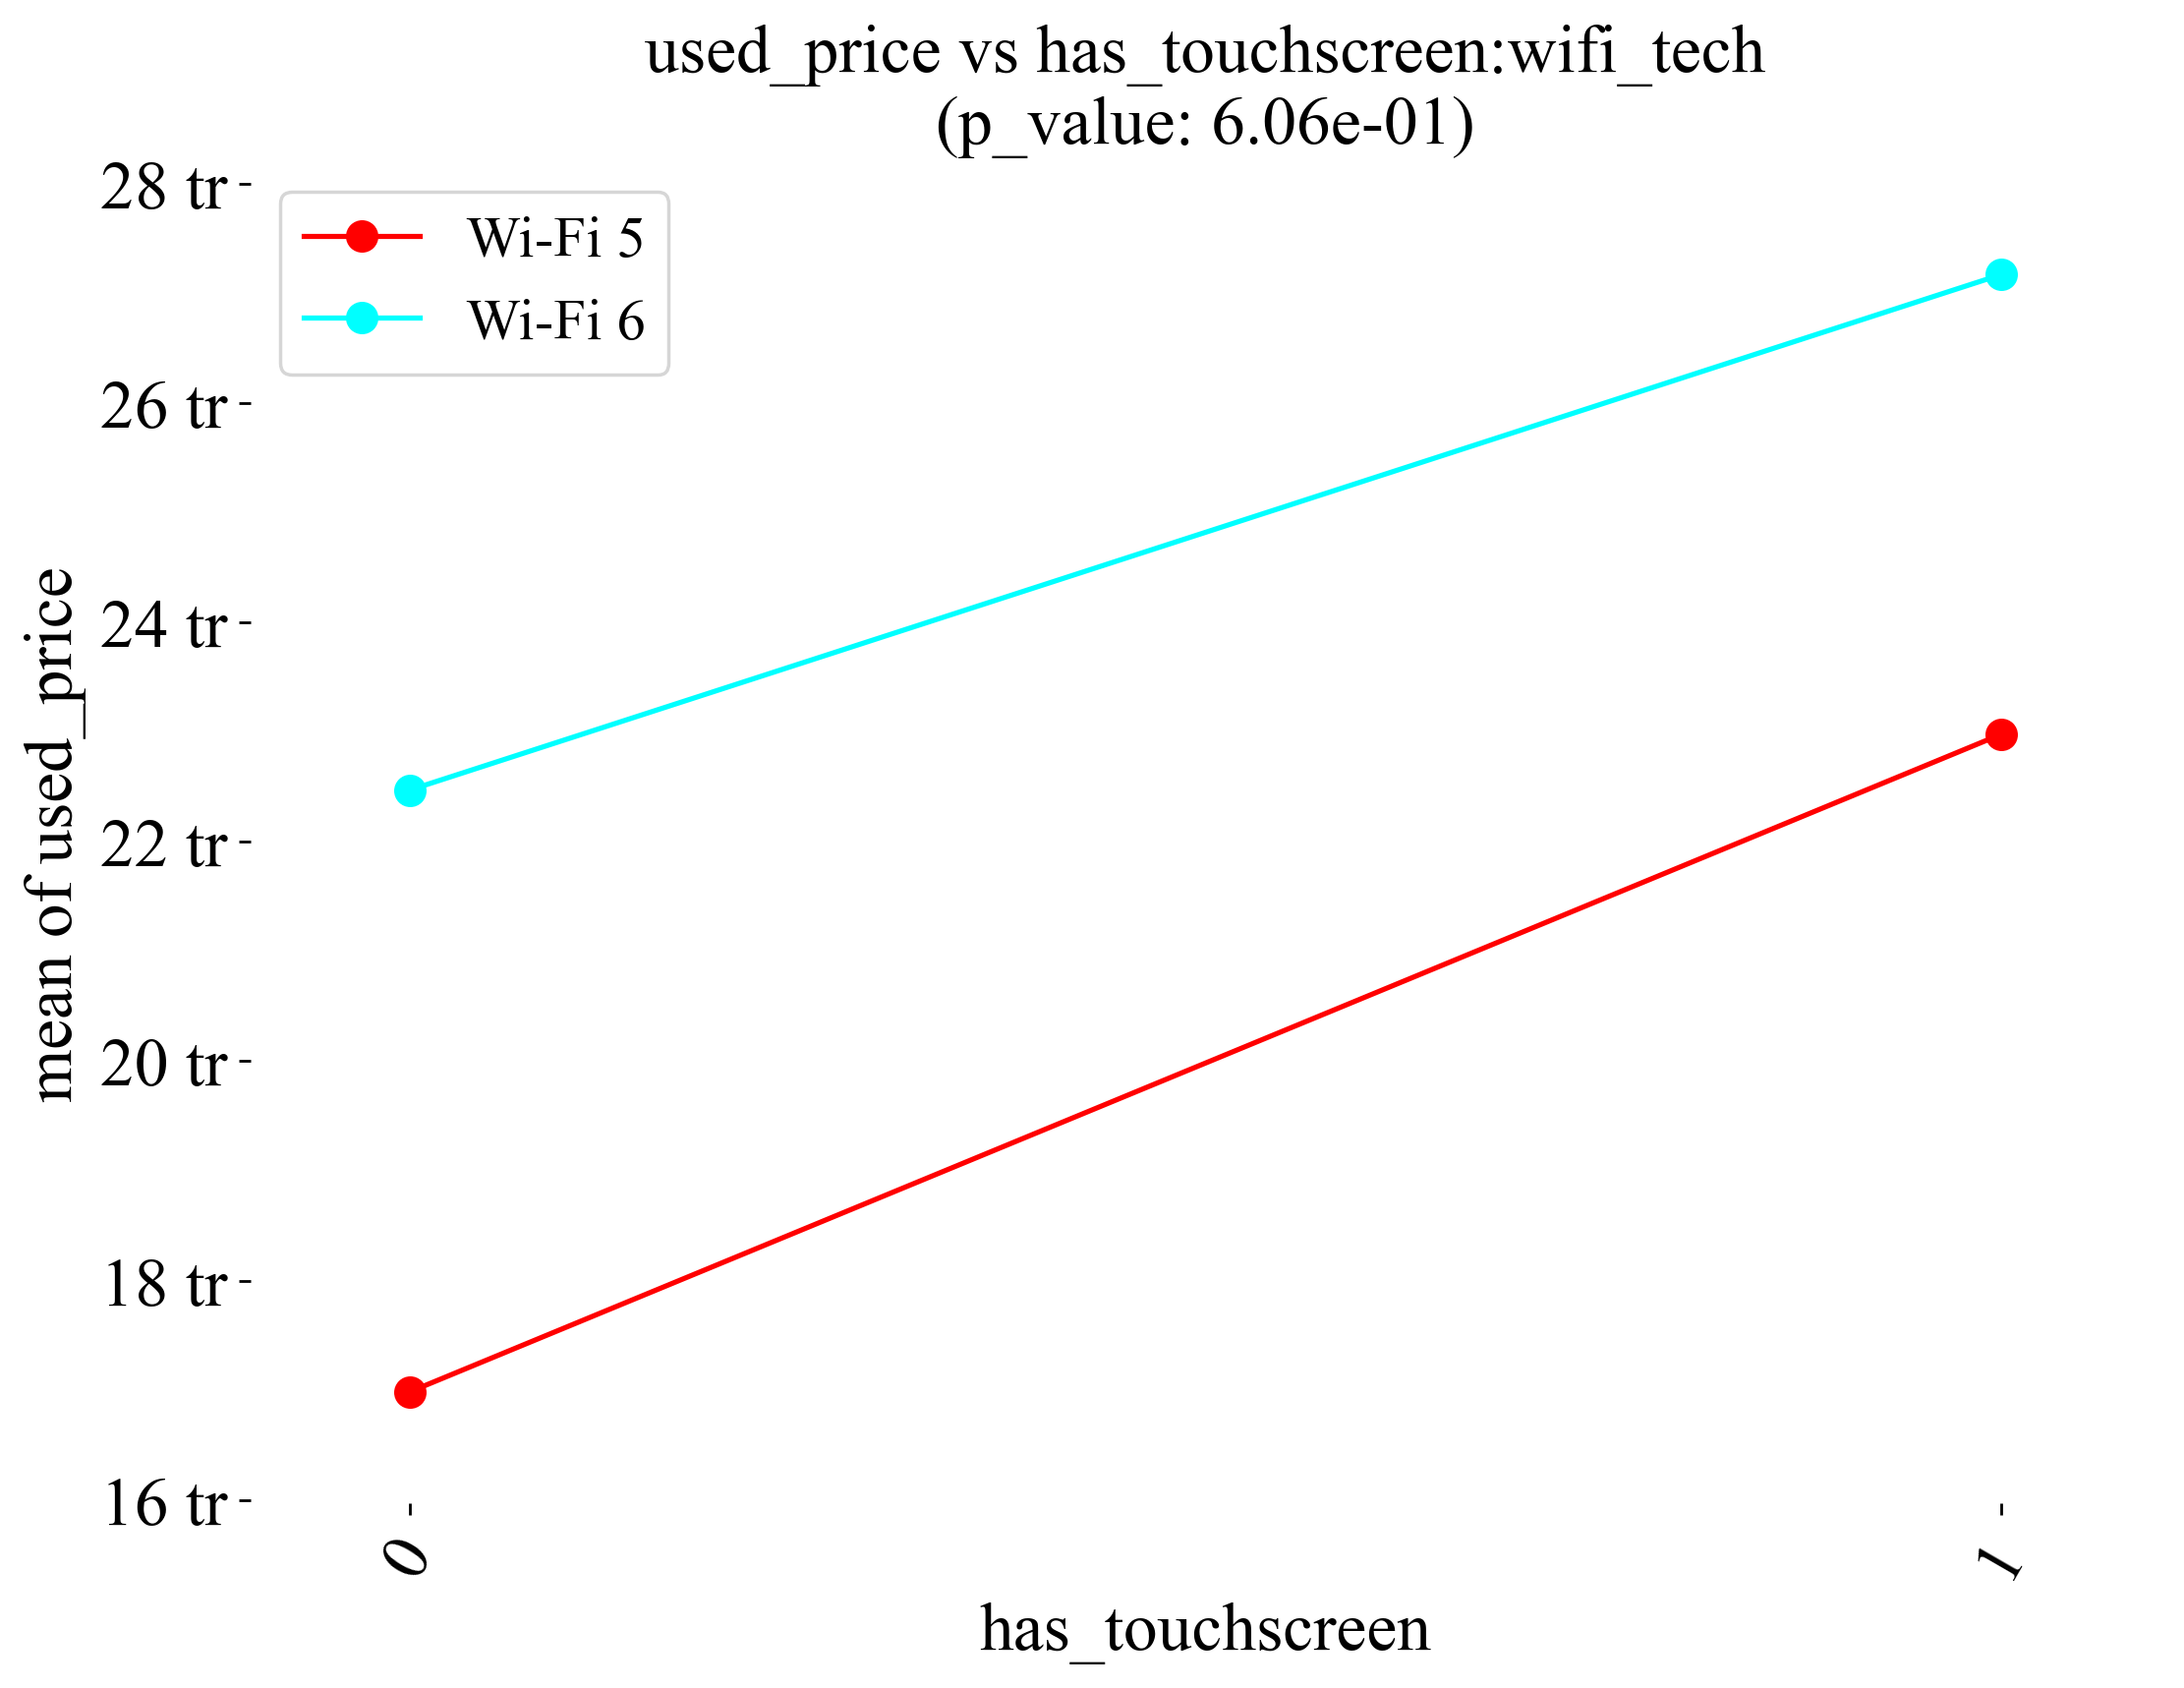 used_price vs has_touchscreen:wifi_tech
(p_value: 6.06e-01)
28 tr
26 tr
24 tr
22 tr
20 tr
18 tr
16 tr
Wi-Fi 5
Wi-Fi 6
mean of used_price
0
1
has_touchscreen